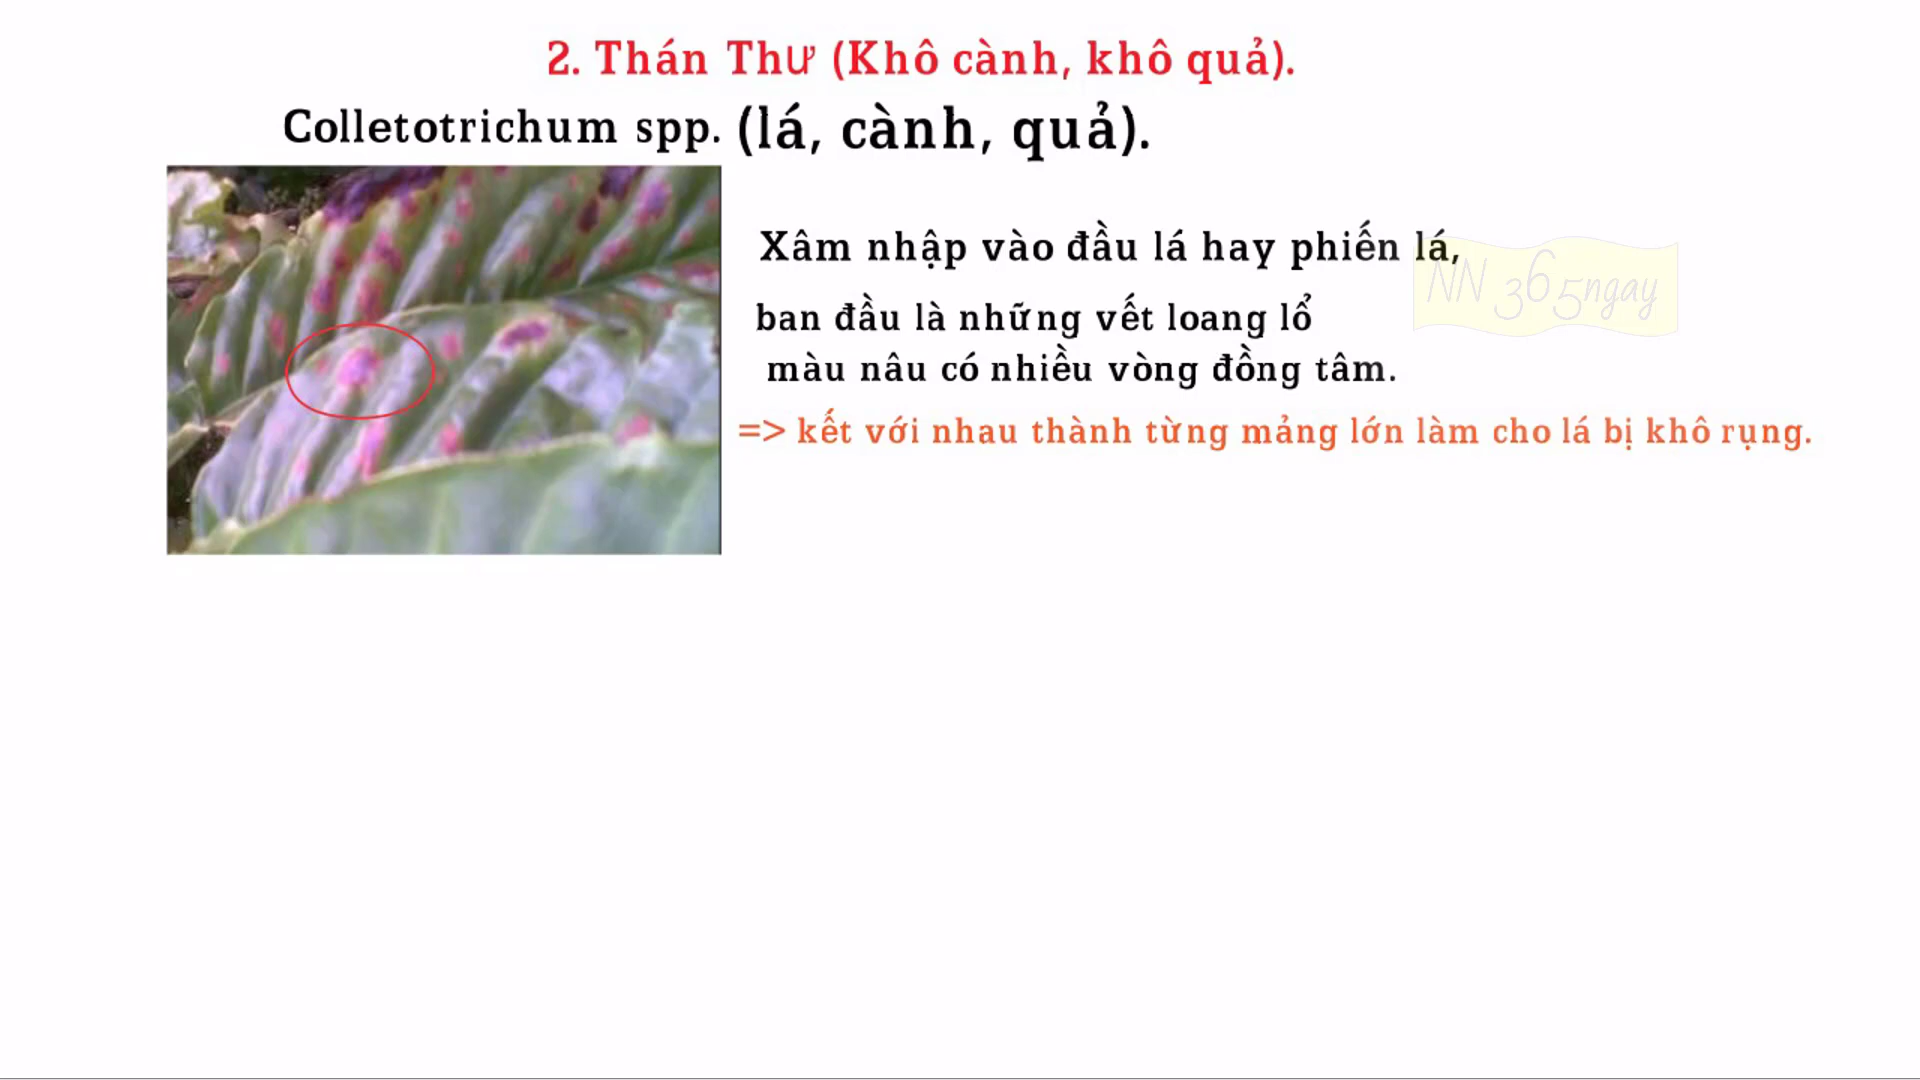 2. Thán Thư (Khô cành, khô quả).
Colletotrichum spp. (lá, cành, quả).
Xâm nhập vào đầu lá hay phiến lá,
NN 365ngay
ban đầu là những vết loang lổ
màu nâu có nhiều vòng đồng tâm.
=> kết với nhau thành từng mảng lớn làm cho lá bị khô rụng.